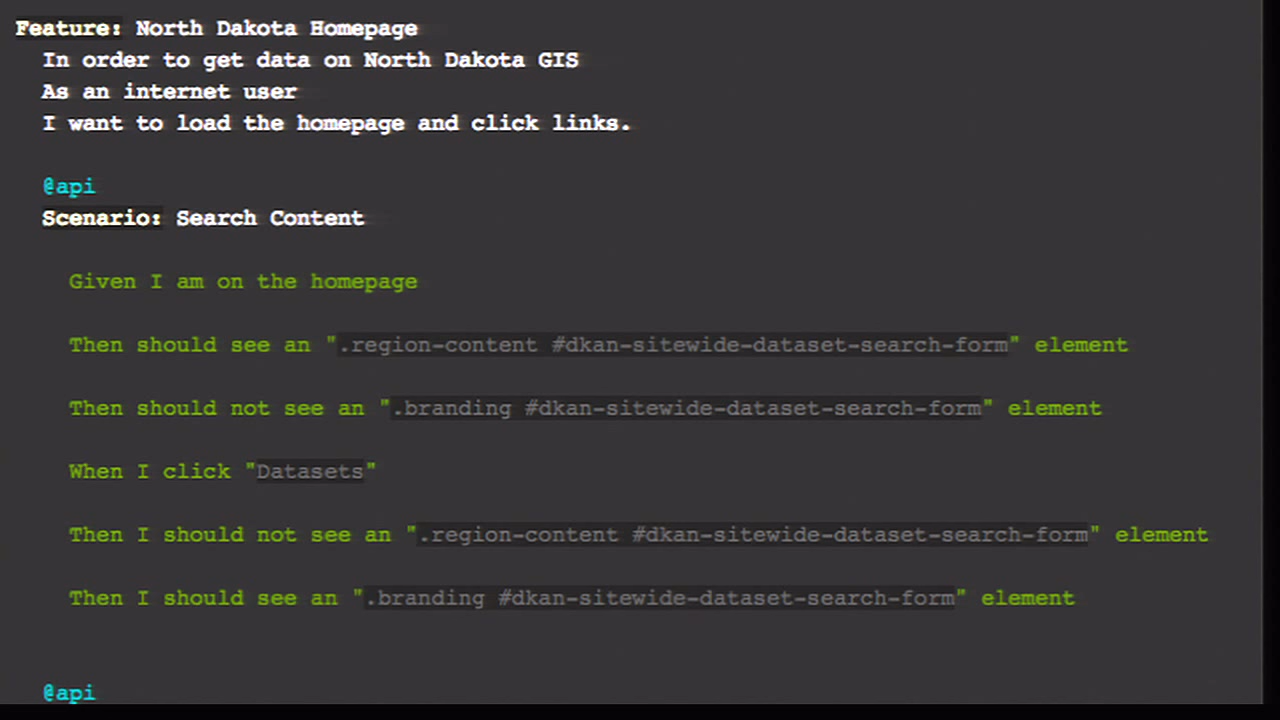 Feature: North Dakota Homepage
In order to get data on North Dakota GIS
As an internet user
I want to load the homepage and click links.
@api
Scenario: Search Content
Given I am on the homepage
Then should see an ".region-content #dkan-sitewide-dataset-search-form" element
Then should not see an ".branding #dkan-sitewide-dataset-search-form" element
When I click "Datasets"
Then I should not see an ".region-content #dkan-sitewide-dataset-search-form" element
Then I should see an ".branding #dkan-sitewide-dataset-search-form" element
@api